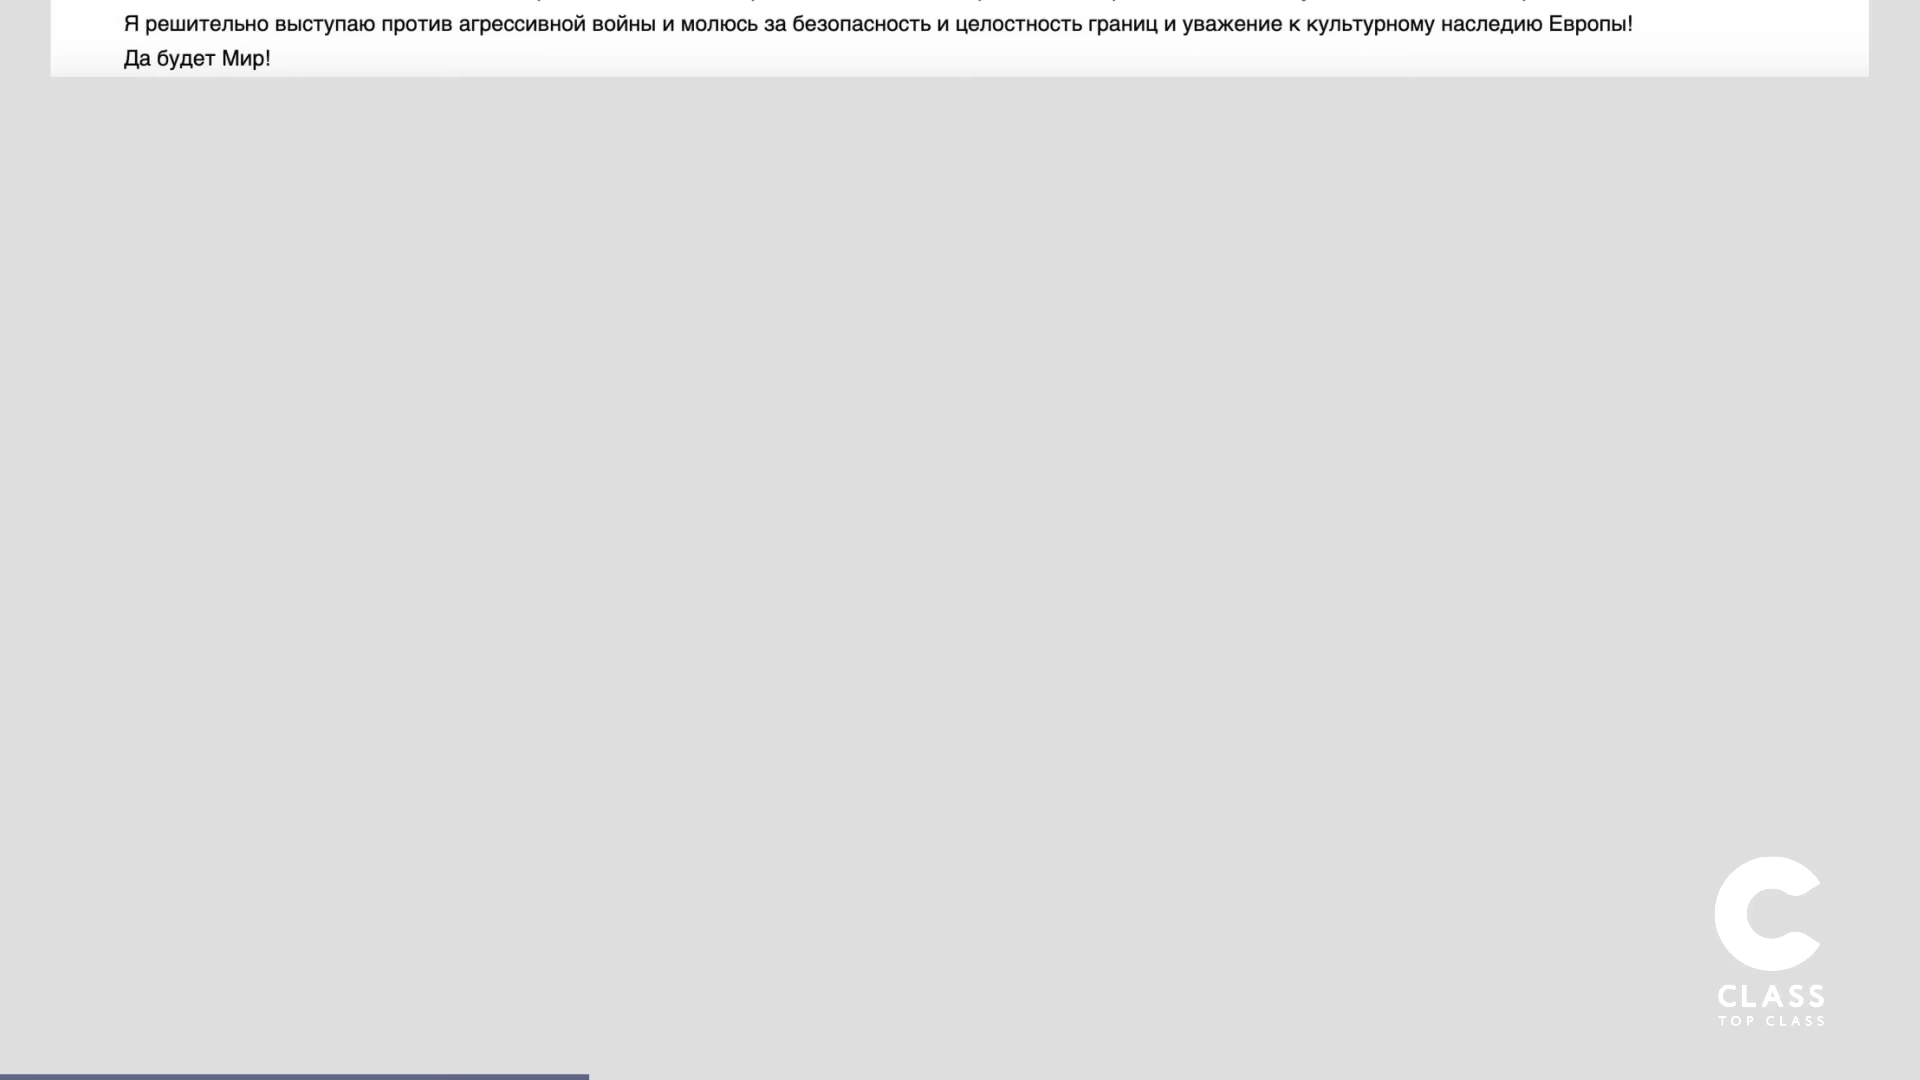 Я решительно выступаю против агрессивной войны и молюсь за безопасность и целостность границ и уважение к культурному наследию Европы!
Да будет Мир!
CLASS
TOP CLASS